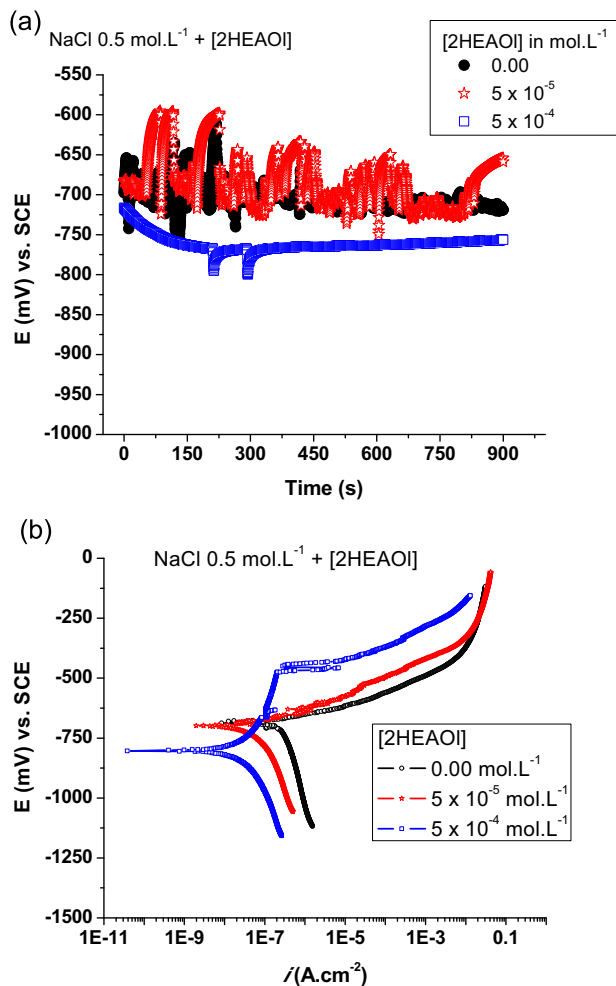 (a)
NaCl 0.5 mol.L⁻¹ + [2HEAOl]
[2HEAOl] in mol.L⁻¹
0.00
5 x 10⁻⁵
5 x 10⁻⁴
-550
-600
-650
-700
-750
-800
-850
-900
-950
-1000
E (mV) vs. SCE
0 150 300 450 600 750 900
Time (s)
(b)
NaCl 0.5 mol.L⁻¹ + [2HEAOl]
0
-250
-500
-750
-1000
-1250
-1500
E (mV) vs. SCE
[2HEAOl]
0.00 mol.L⁻¹
5 x 10⁻⁵ mol.L⁻¹
5 x 10⁻⁴ mol.L⁻¹
1E-11 1E-9 1E-7 1E-5 1E-3 0.1
i(A.cm⁻²)